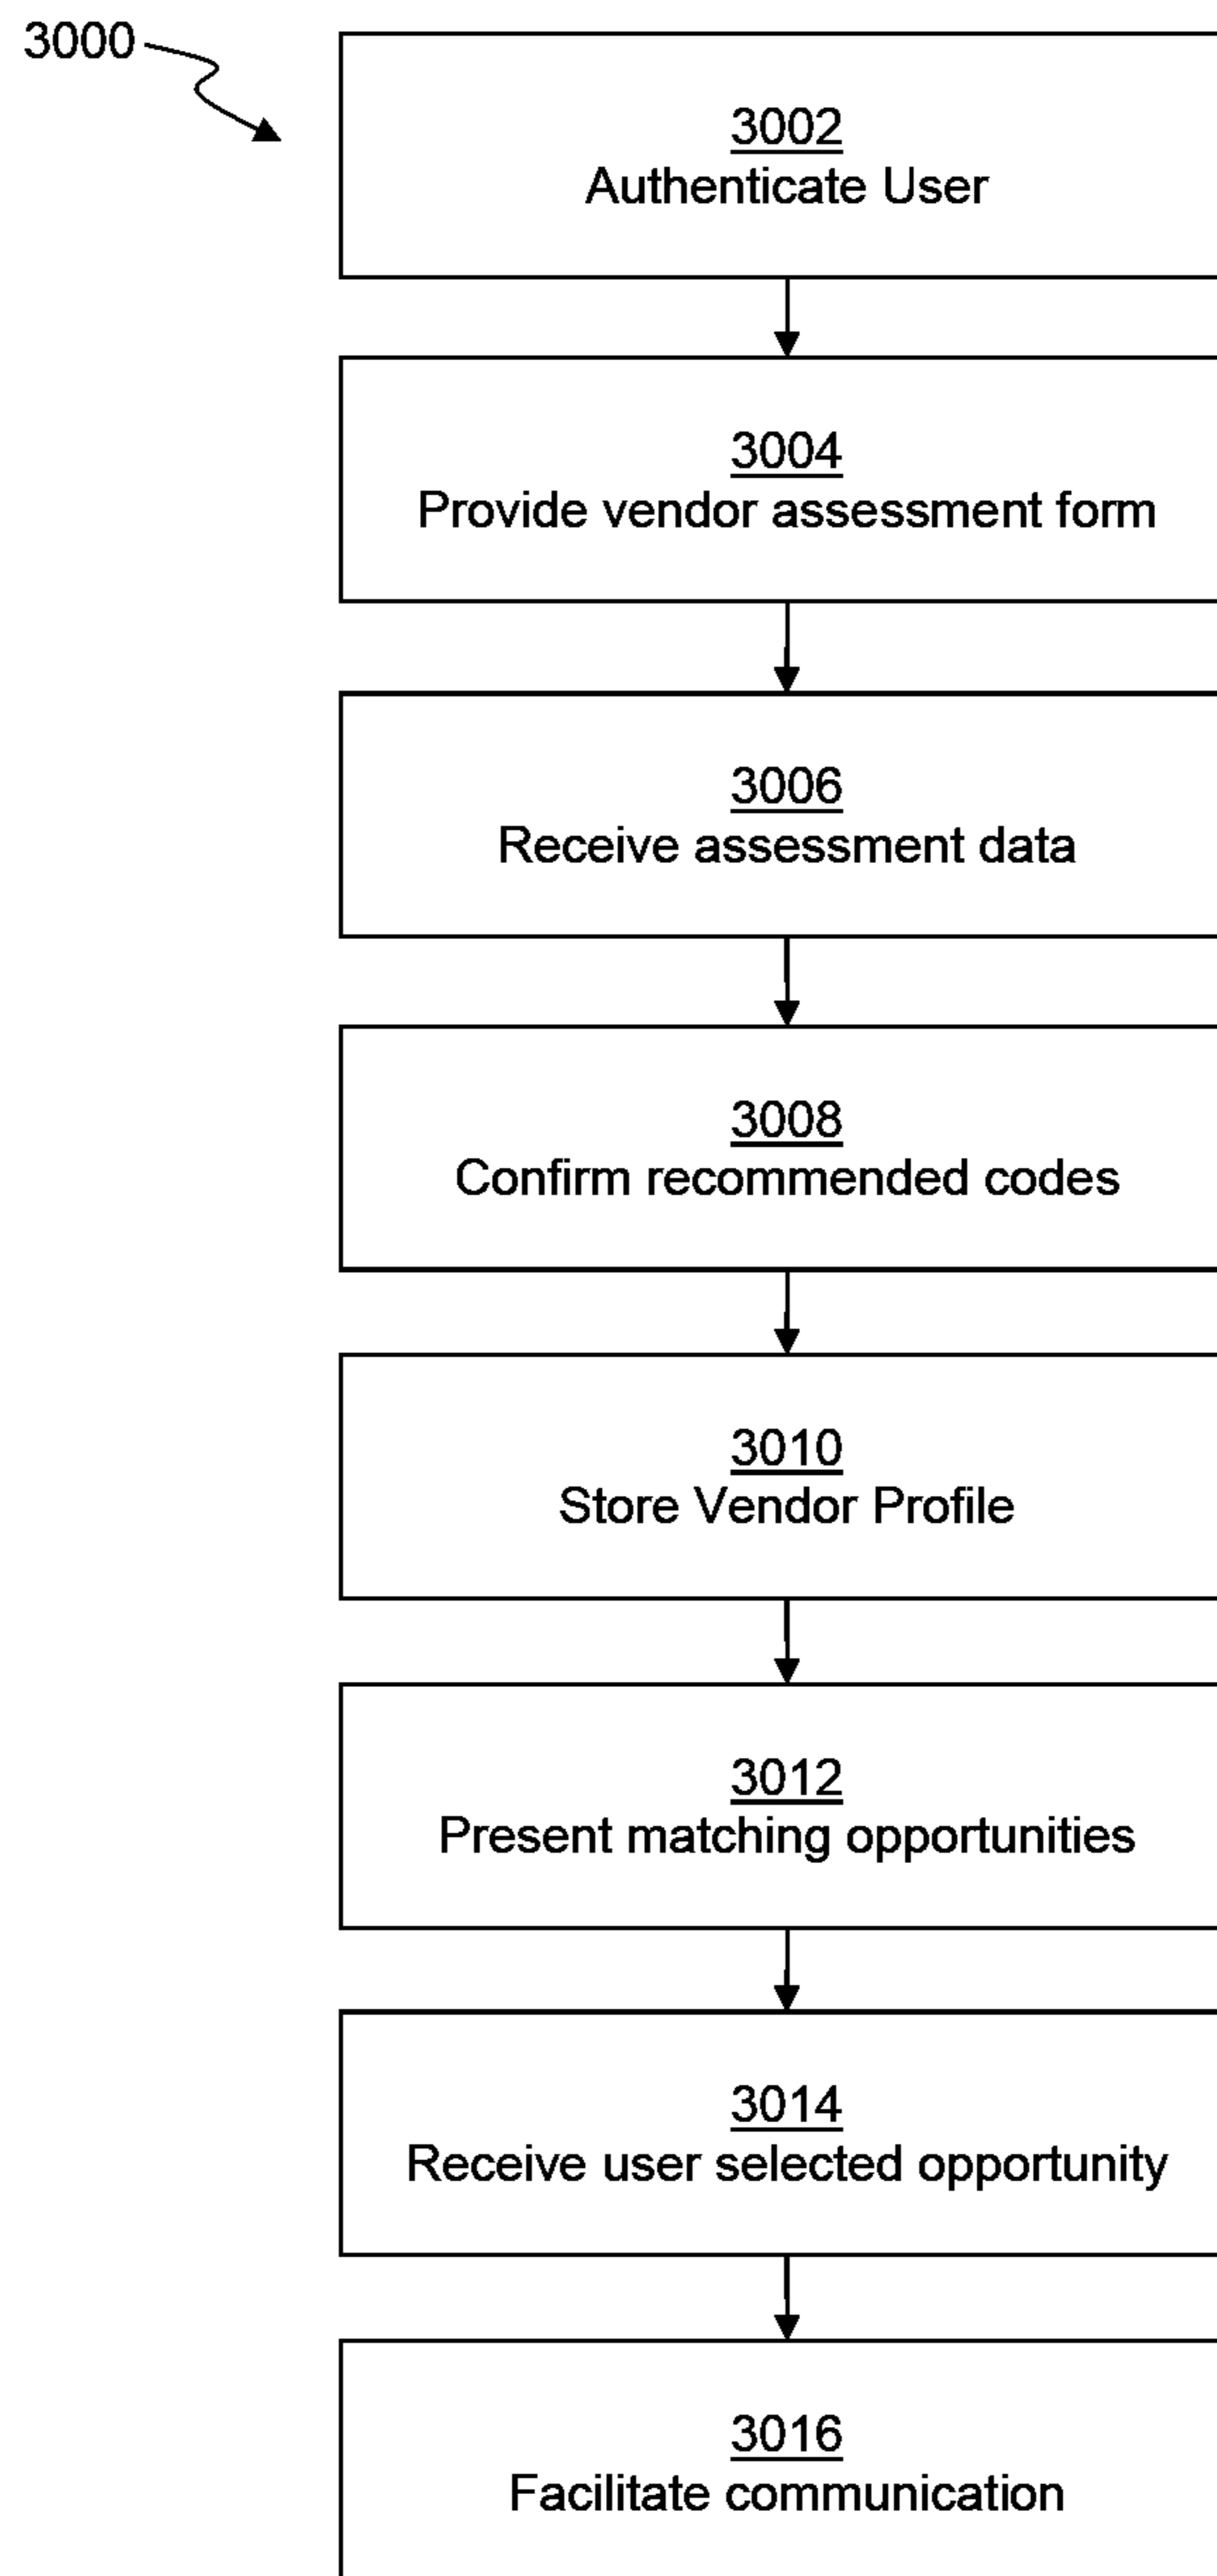 3000
3002
Authenticate User
3004
Provide vendor assessment form
3006
Receive assessment data
3008
Confirm recommended codes
3010
Store Vendor Profile
3012
Present matching opportunities
3014
Receive user selected opportunity
3016
Facilitate communication